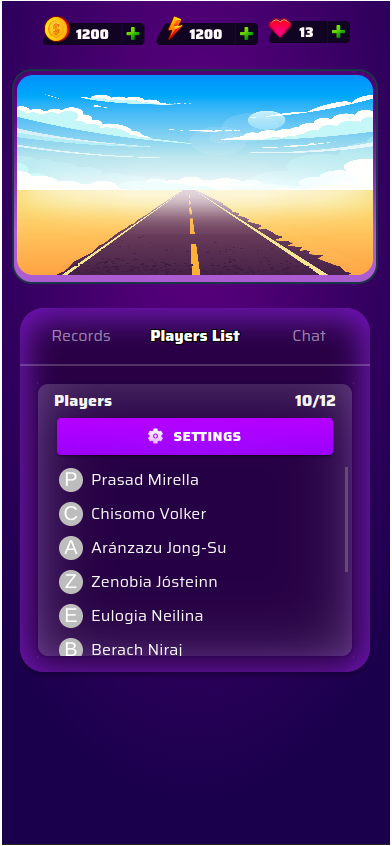 1200 1200 13
Records Players List Chat
Players 10/12
SETTINGS
P Prasad Mirella
C Chisomo Volker
A Aránzazu Jong-Su
Z Zenobia Jósteinn
E Eulogia Neilina
B Berach Niraj